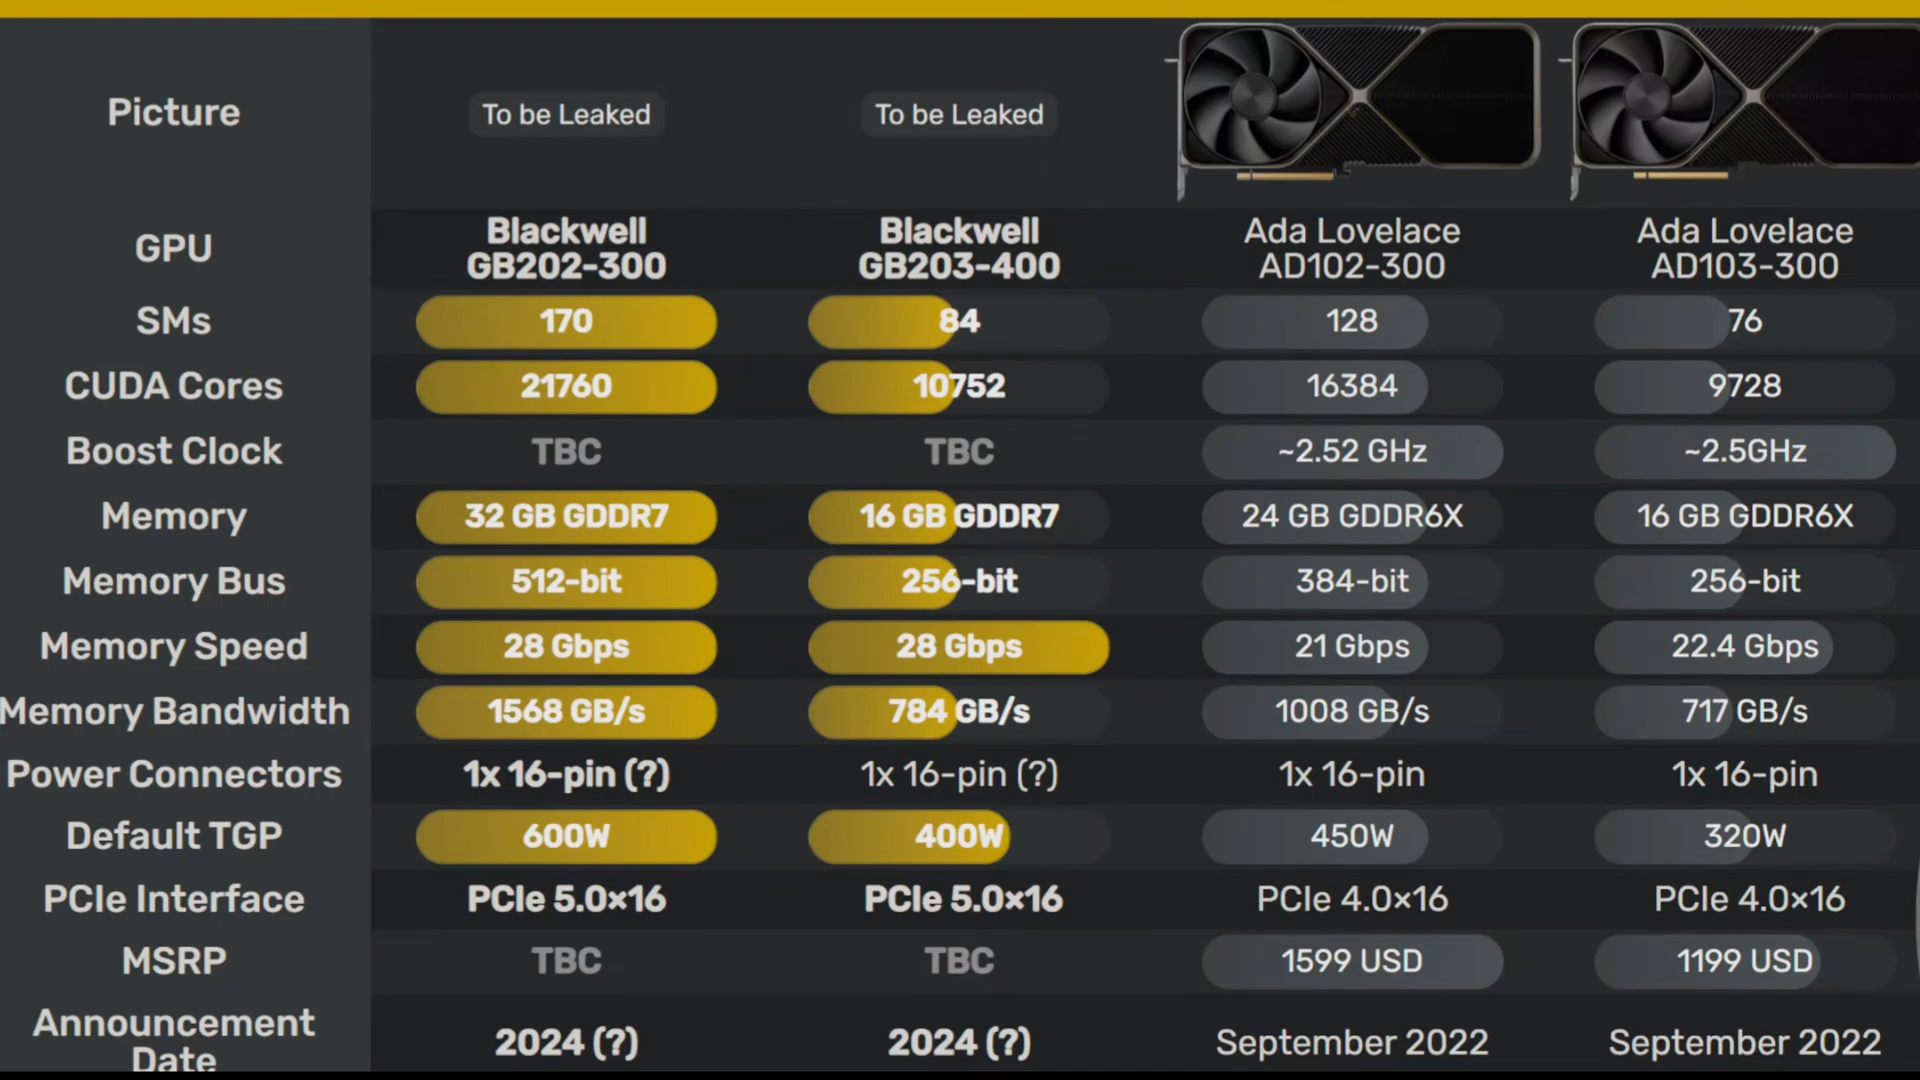 Picture
To be Leaked
To be Leaked
GPU
Blackwell
GB202-300
Blackwell
GB203-400
Ada Lovelace
AD102-300
Ada Lovelace
AD103-300
SMs
170
84
128
76
CUDA Cores
21760
10752
16384
9728
Boost Clock
TBC
TBC
~2.52 GHz
~2.5GHz
Memory
32 GB GDDR7
16 GB GDDR7
24 GB GDDR6X
16 GB GDDR6X
Memory Bus
512-bit
256-bit
384-bit
256-bit
Memory Speed
28 Gbps
28 Gbps
21 Gbps
22.4 Gbps
Memory Bandwidth
1568 GB/s
784 GB/s
1008 GB/s
717 GB/s
Power Connectors
1x 16-pin (?)
1x 16-pin (?)
1x 16-pin
1x 16-pin
Default TGP
600W
400W
450W
320W
PCIe Interface
PCIe 5.0×16
PCIe 5.0×16
PCIe 4.0×16
PCIe 4.0×16
MSRP
TBC
TBC
1599 USD
1199 USD
Announcement
Date
2024 (?)
2024 (?)
September 2022
September 2022